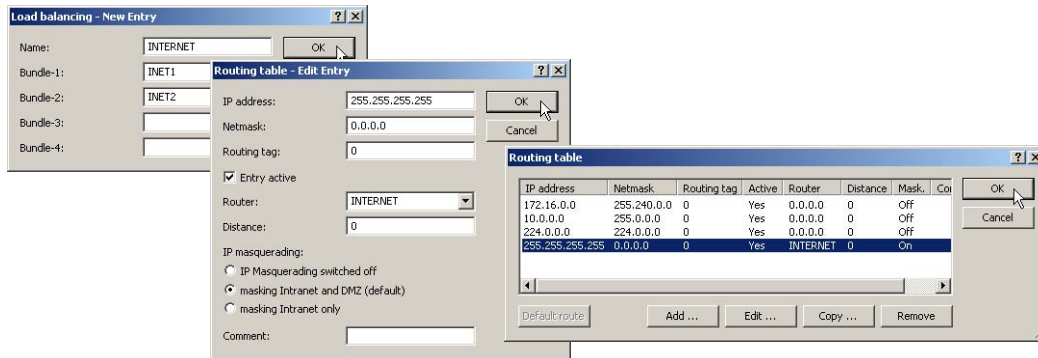 Load balancing - New Entry
Name: INTERNET OK
Bundle-1: INET1
Bundle-2: INET2
Bundle-3:
Bundle-4:
Routing table - Edit Entry
IP address: 255.255.255.255 OK
Netmask: 0.0.0.0 Cancel
Routing tag: 0
Entry active
Router: INTERNET
Distance: 0
IP masquerading:
IP Masquerading switched off
masking Intranet and DMZ (default)
masking Intranet only
Comment:
Routing table
IP address Netmask Routing tag Active Router Distance Mask. Co OK
172.16.0.0 255.240.0.0 0 Yes 0.0.0.0 0 Off
10.0.0.0 255.0.0.0 0 Yes 0.0.0.0 0 Off Cancel
224.0.0.0 224.0.0.0 0 Yes 0.0.0.0 0 Off
255.255.255.255 0.0.0.0 0 Yes INTERNET 0 On
Default route Add ... Edit ... Copy ... Remove